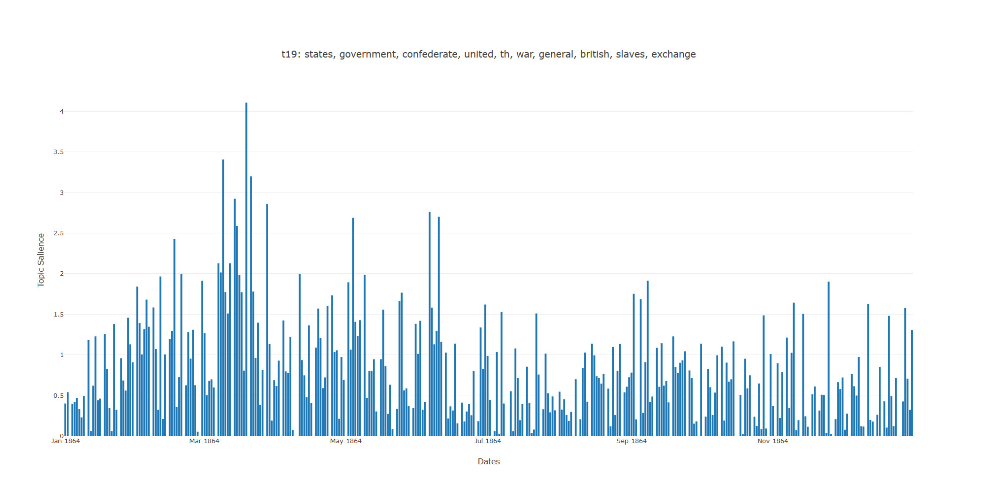 t19: states, government, confederate, united, th, war, general, british, slaves, exchange
4
3.5
3
2.5
2
1.5
1
0.5
0
Topic Salience
Jan 1864 Mar 1864 May 1864 Jul 1864 Sep 1864 Nov 1864
Dates